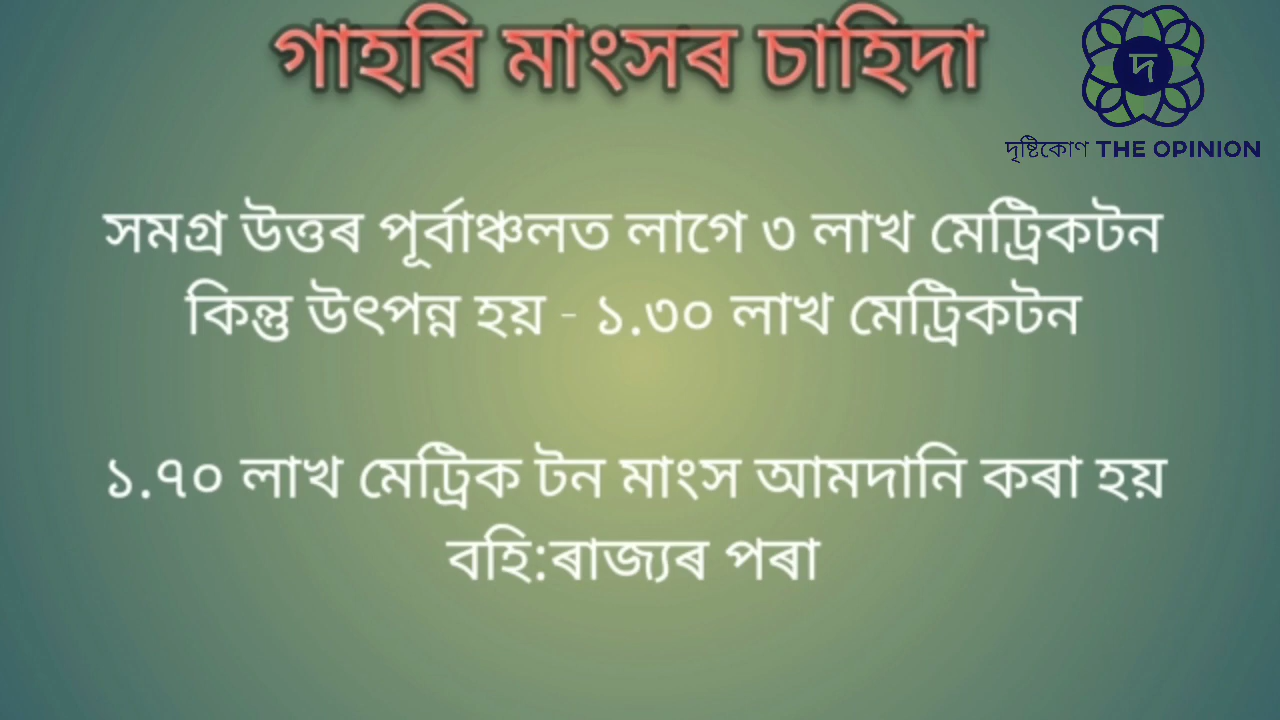 গাহৰি মাংসৰ চাহিদা
দ
দৃষ্টিকোণ THE OPINION
সমগ্ৰ উত্তৰ পূৰ্বাঞ্চলত লাগে ৩ লাখ মেট্ৰিকটন
কিন্তু উৎপন্ন হয় - ১.৩০ লাখ মেট্ৰিকটন
১.৭০ লাখ মেট্ৰিক টন মাংস আমদানি কৰা হয়
বহি:ৰাজ্যৰ পৰা